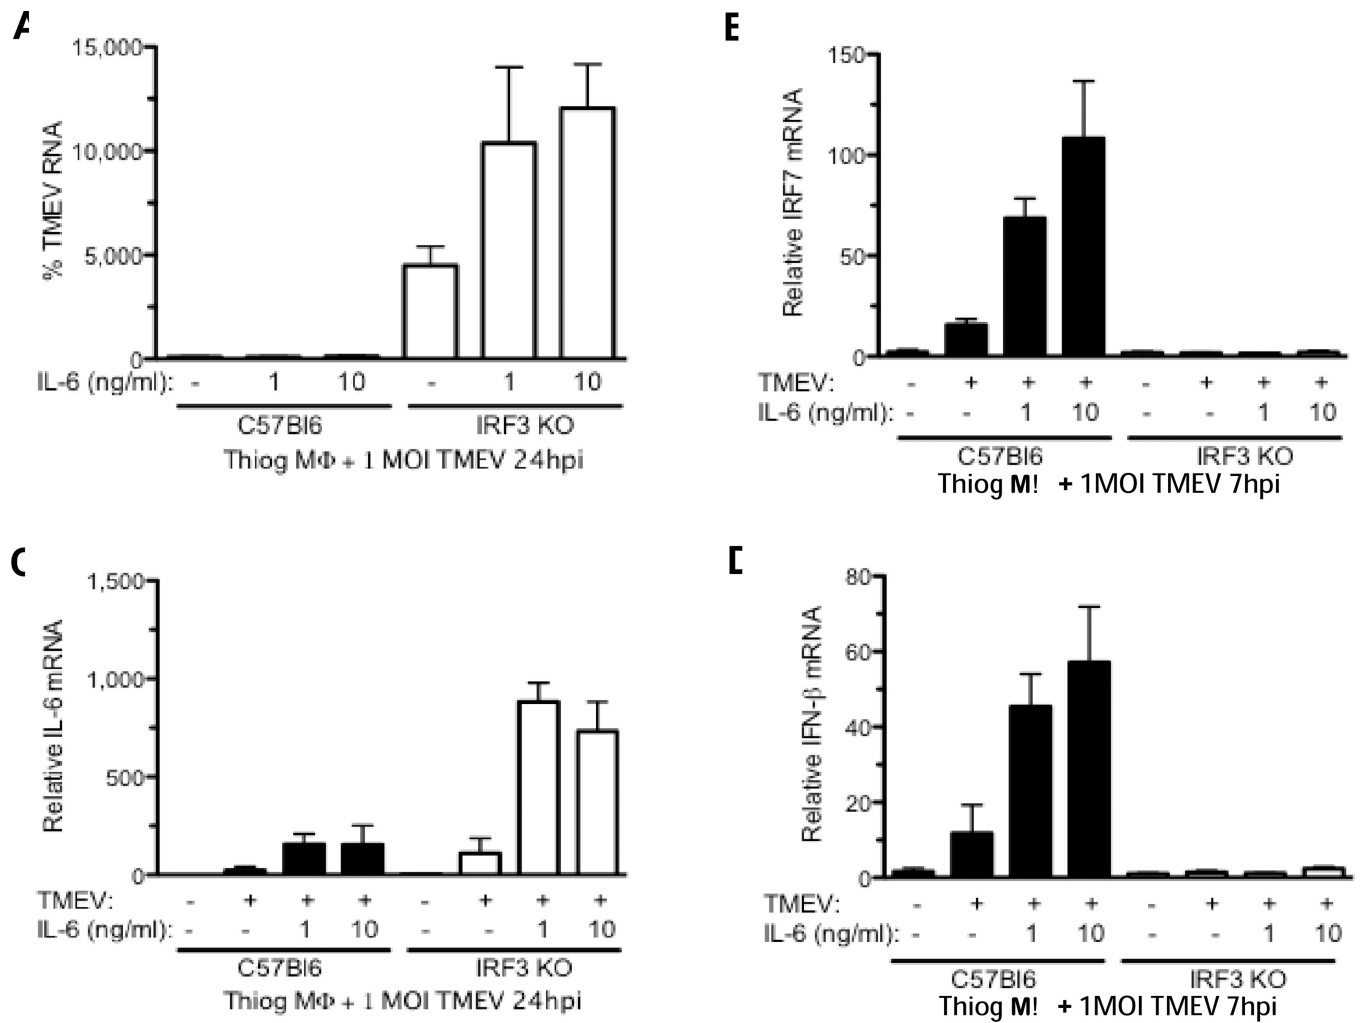 A
15,000
10,000
5,000
0
% TMEV RNA
IL-6 (ng/ml): - 1 10 - 1 10
C57Bl6 IRF3 KO
Thiog MΦ + 1 MOI TMEV 24hpi
150
100
50
0
Relative IRF7 mRNA
TMEV: - + + + - + + +
IL-6 (ng/ml): - - 1 10 - - 1 10
C57Bl6 IRF3 KO
Thiog M! + 1MOI TMEV 7hpi
C
1,500
1,000
500
0
Relative IL-6 mRNA
TMEV: - + + + - + + +
IL-6 (ng/ml): - - 1 10 - - 1 10
C57Bl6 IRF3 KO
Thiog MΦ + 1 MOI TMEV 24hpi
80
60
40
20
0
Relative IFN-β mRNA
TMEV: - + + + - + + +
IL-6 (ng/ml): - - 1 10 - - 1 10
C57Bl6 IRF3 KO
Thiog M! + 1MOI TMEV 7hpi